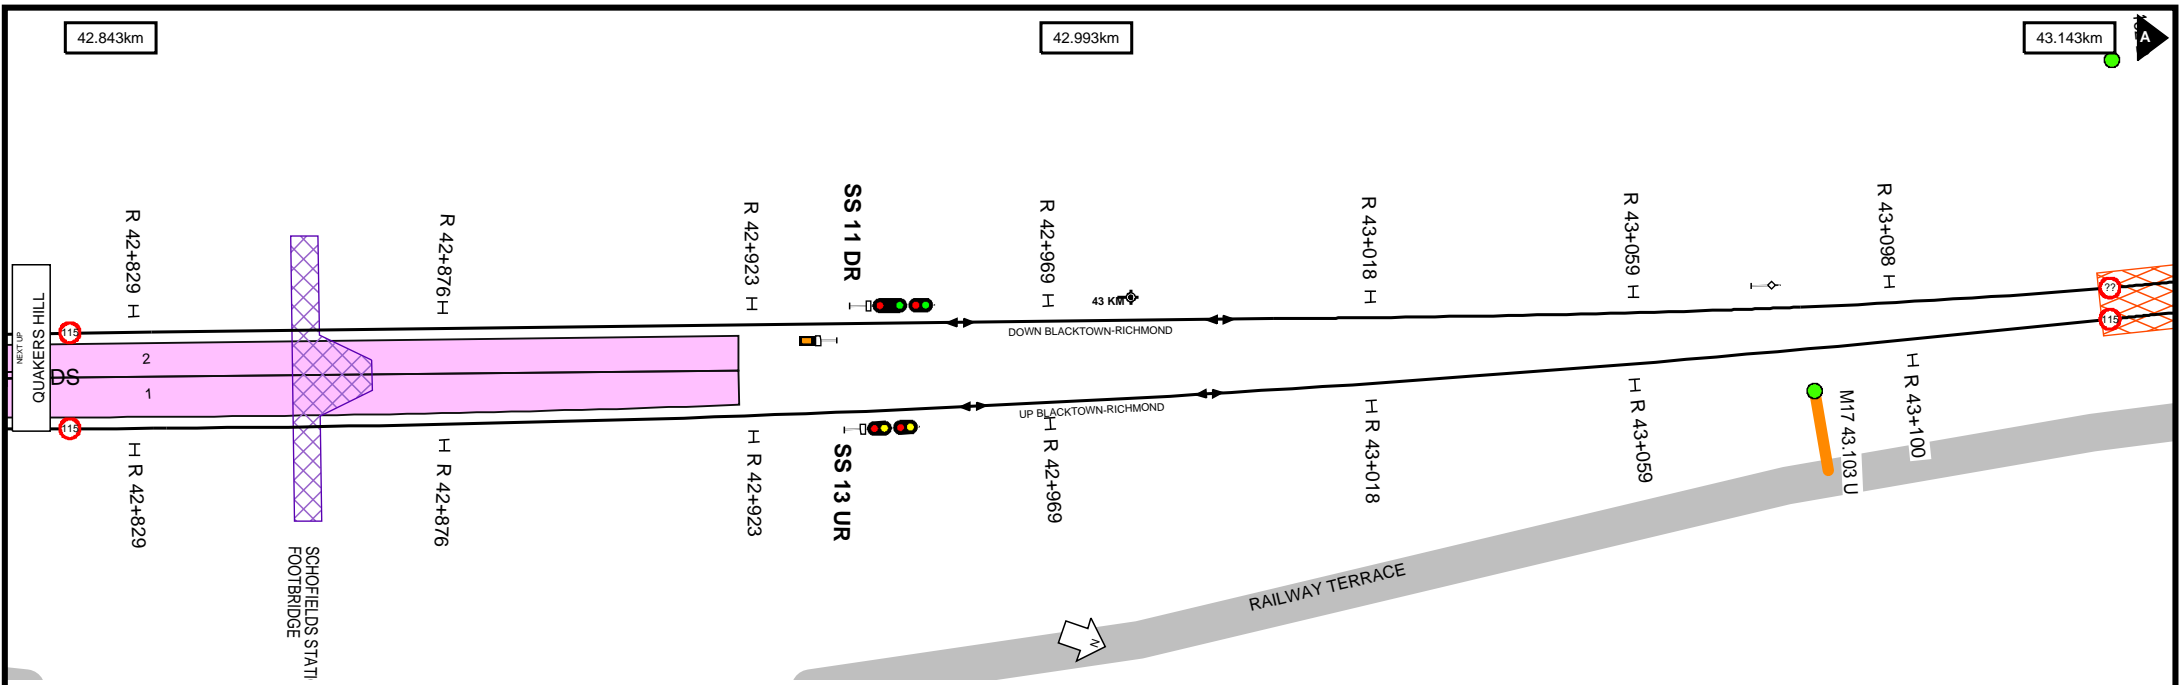 42.843km
42.993km
43.143km
A
R 42+829 H
R 42+876 H
R 42+923 H
SS 11 DR
R 42+969 H
R 43+018 H
R 43+059 H
R 43+098 H
NEXT UP
QUAKERS HILL
DS
115
2
1
115
43 KM
DOWN BLACKTOWN-RICHMOND
UP BLACKTOWN-RICHMOND
??
115
H R 42+829
H R 42+876
H R 42+923
SS 13 UR
H R 42+969
H R 43+018
H R 43+059
M17 43.103 U
H R 43+100
SCHOFIELDS STATI
FOOTBRIDGE
RAILWAY TERRACE
N